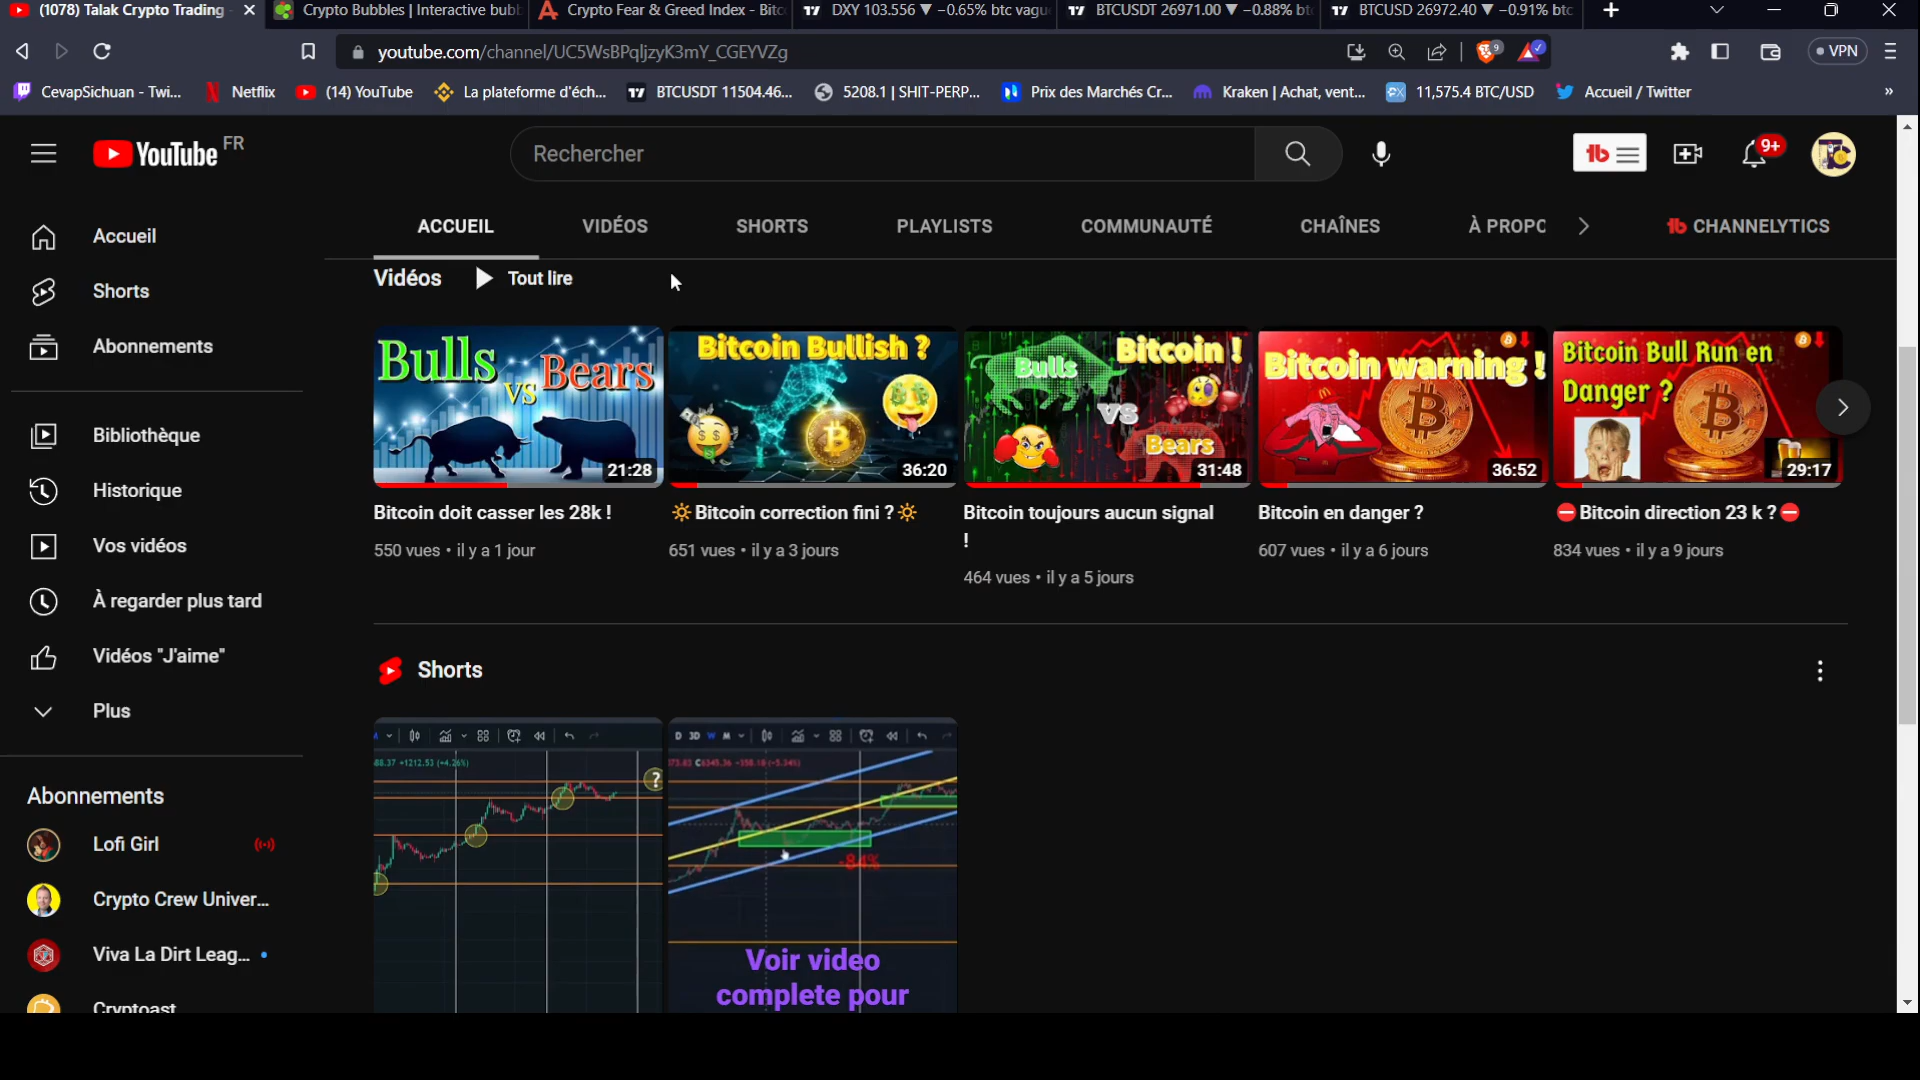 (1078) Talak Crypto Trading
Crypto Bubbles | Interactive bubb
Crypto Fear & Greed Index - Bitc
DXY 103.556 ▼ −0.65% btc vagu
BTCUSDT 26971.00 ▼ −0.88% bt
BTCUSD 26972.40 ▼ −0.91% btc
youtube.com/channel/UC5WsBPqljzyK3mY_CGEYVZg
9
VPN
CevapSichuan - Twi...
Netflix
(14) YouTube
La plateforme d'éch...
BTCUSDT 11504.46...
5208.1 | SHIT-PERP...
Prix des Marchés Cr...
Kraken | Achat, vent...
11,575.4 BTC/USD
Accueil / Twitter
»
YouTube FR
Rechercher
9+
ACCUEIL
VIDÉOS
SHORTS
PLAYLISTS
COMMUNAUTÉ
CHAÎNES
À PROPO
CHANNELYTICS
Accueil
Shorts
Abonnements
Bibliothèque
Historique
Vos vidéos
À regarder plus tard
Vidéos "J'aime"
Plus
Abonnements
Lofi Girl
Crypto Crew Univer...
Viva La Dirt Leag...
Cryptoast
Vidéos
Tout lire
Bulls vs Bears
21:28
Bitcoin doit casser les 28k !
550 vues • il y a 1 jour
Bitcoin Bullish ?
36:20
🔆Bitcoin correction fini ?🔆
651 vues • il y a 3 jours
Bulls vs Bears
Bitcoin !
31:48
Bitcoin toujours aucun signal
!
464 vues • il y a 5 jours
Bitcoin warning !
36:52
Bitcoin en danger ?
607 vues • il y a 6 jours
Bitcoin Bull Run en
Danger ?
29:17
⛔Bitcoin direction 23 k ?⛔
834 vues • il y a 9 jours
Shorts
+1212.53 (+4.26%)
?
D 3D W M
-84%
Voir video
complete pour